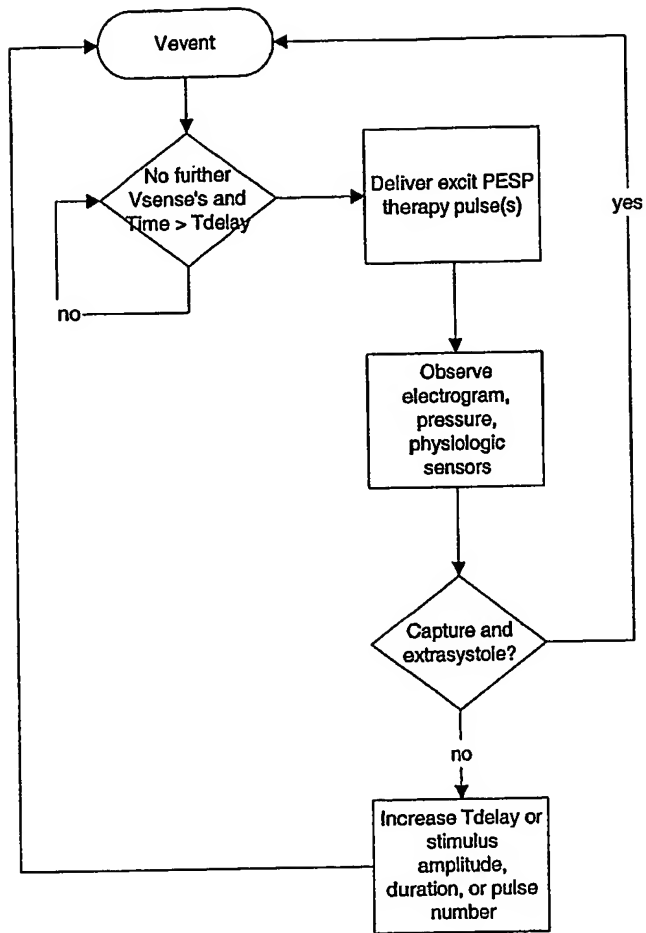 Vevent
No further
Vsense's and
Time > Tdelay
no
Deliver excit PESP
therapy pulse(s)
yes
Observe
electrogram,
pressure,
physiologic
sensors
Capture and
extrasystole?
no
Increase Tdelay or
stimulus
amplitude,
duration, or pulse
number